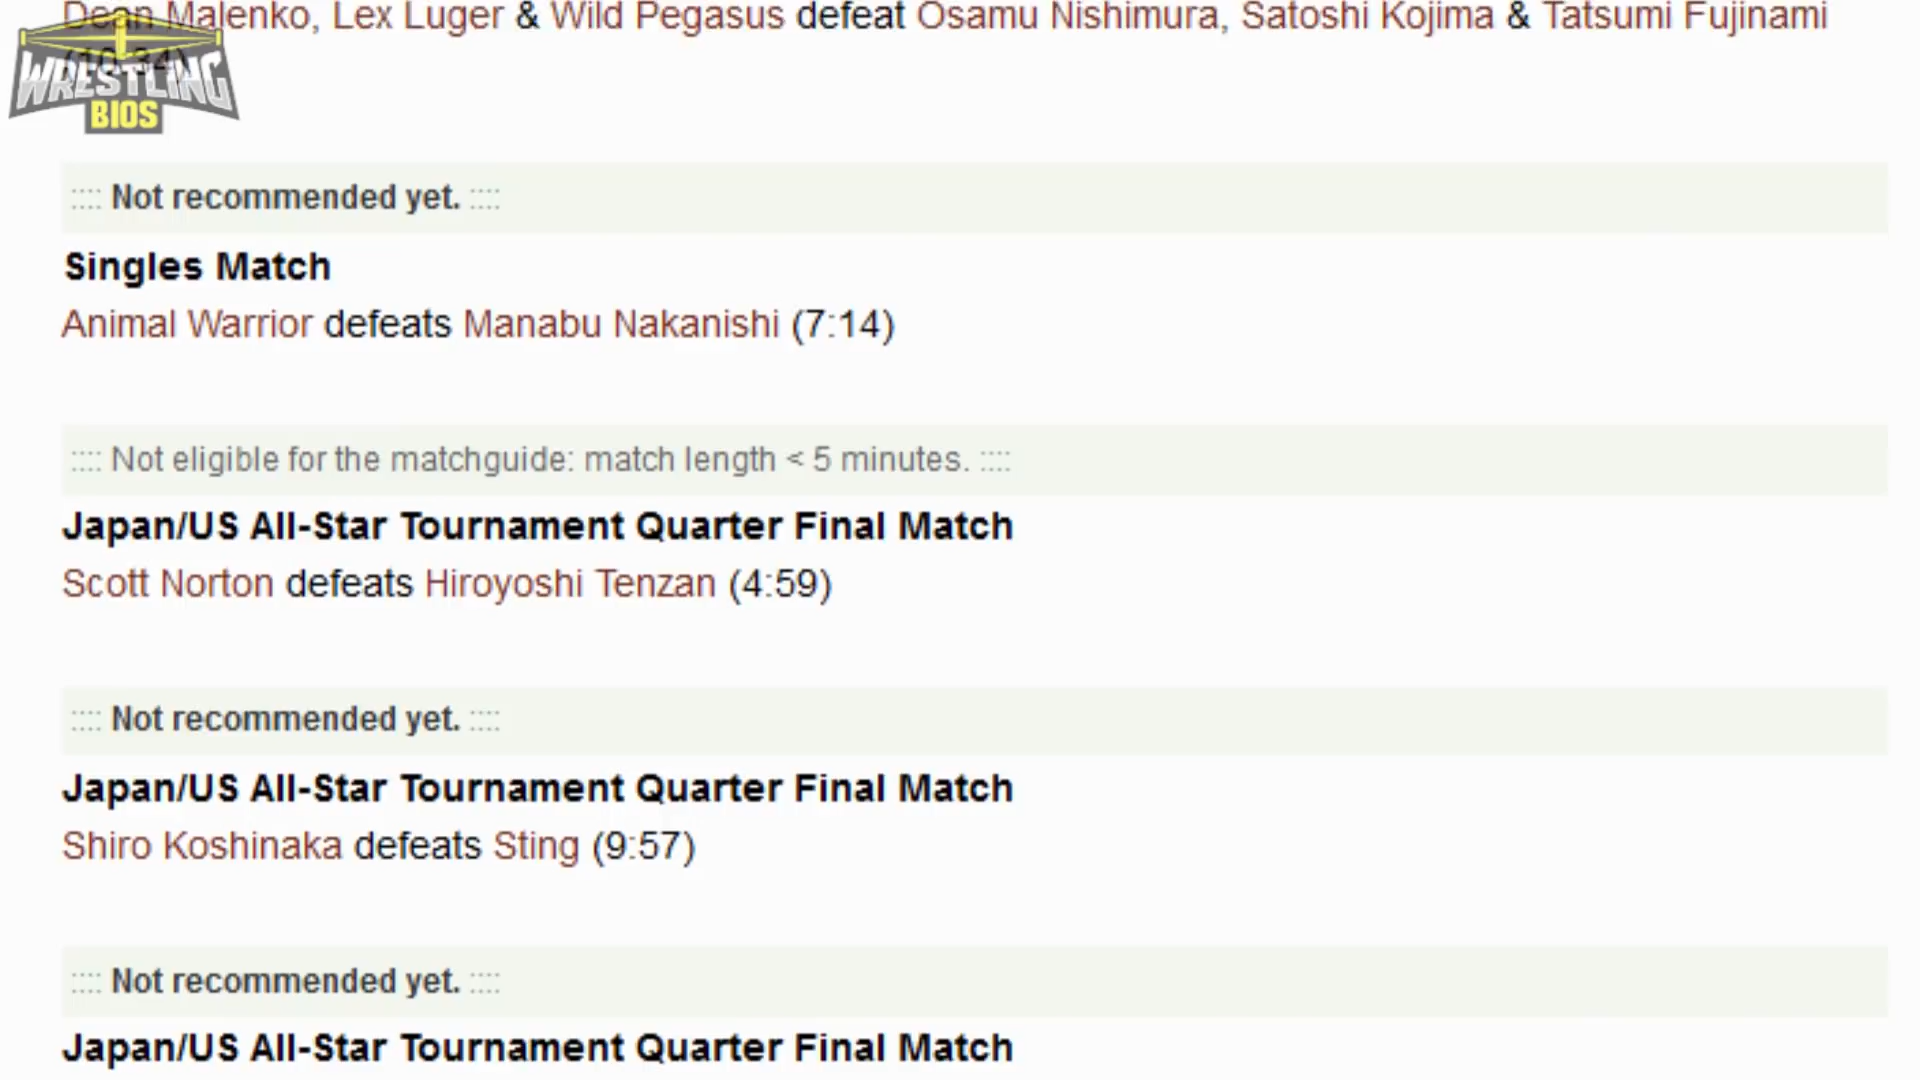 Dean Malenko, Lex Luger & Wild Pegasus defeat Osamu Nishimura, Satoshi Kojima & Tatsumi Fujinami
(10:34)
WRESTLING
BIOS
:::: Not recommended yet. ::::
Singles Match
Animal Warrior defeats Manabu Nakanishi (7:14)
:::: Not eligible for the matchguide: match length < 5 minutes. ::::
Japan/US All-Star Tournament Quarter Final Match
Scott Norton defeats Hiroyoshi Tenzan (4:59)
:::: Not recommended yet. ::::
Japan/US All-Star Tournament Quarter Final Match
Shiro Koshinaka defeats Sting (9:57)
:::: Not recommended yet. ::::
Japan/US All-Star Tournament Quarter Final Match